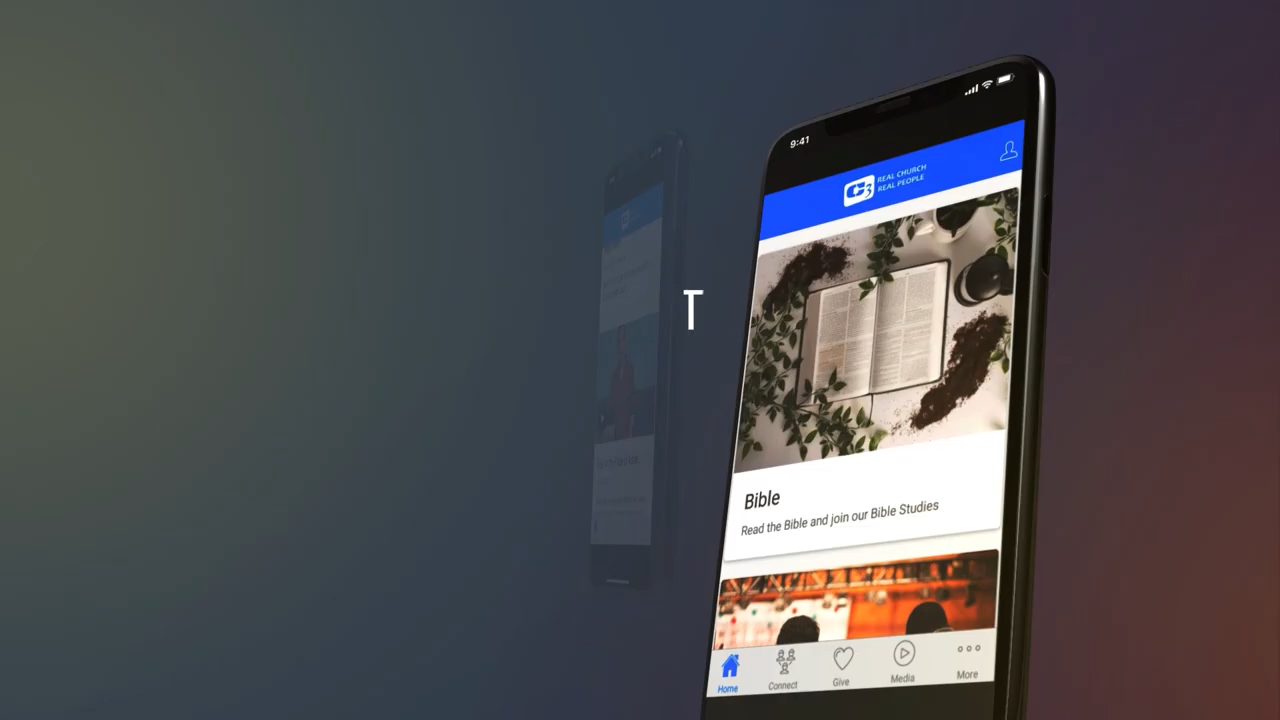 T
9:41
C3 REAL CHURCH
REAL PEOPLE
Bible
Read the Bible and join our Bible Studies
Home
Connect
Give
Media
More